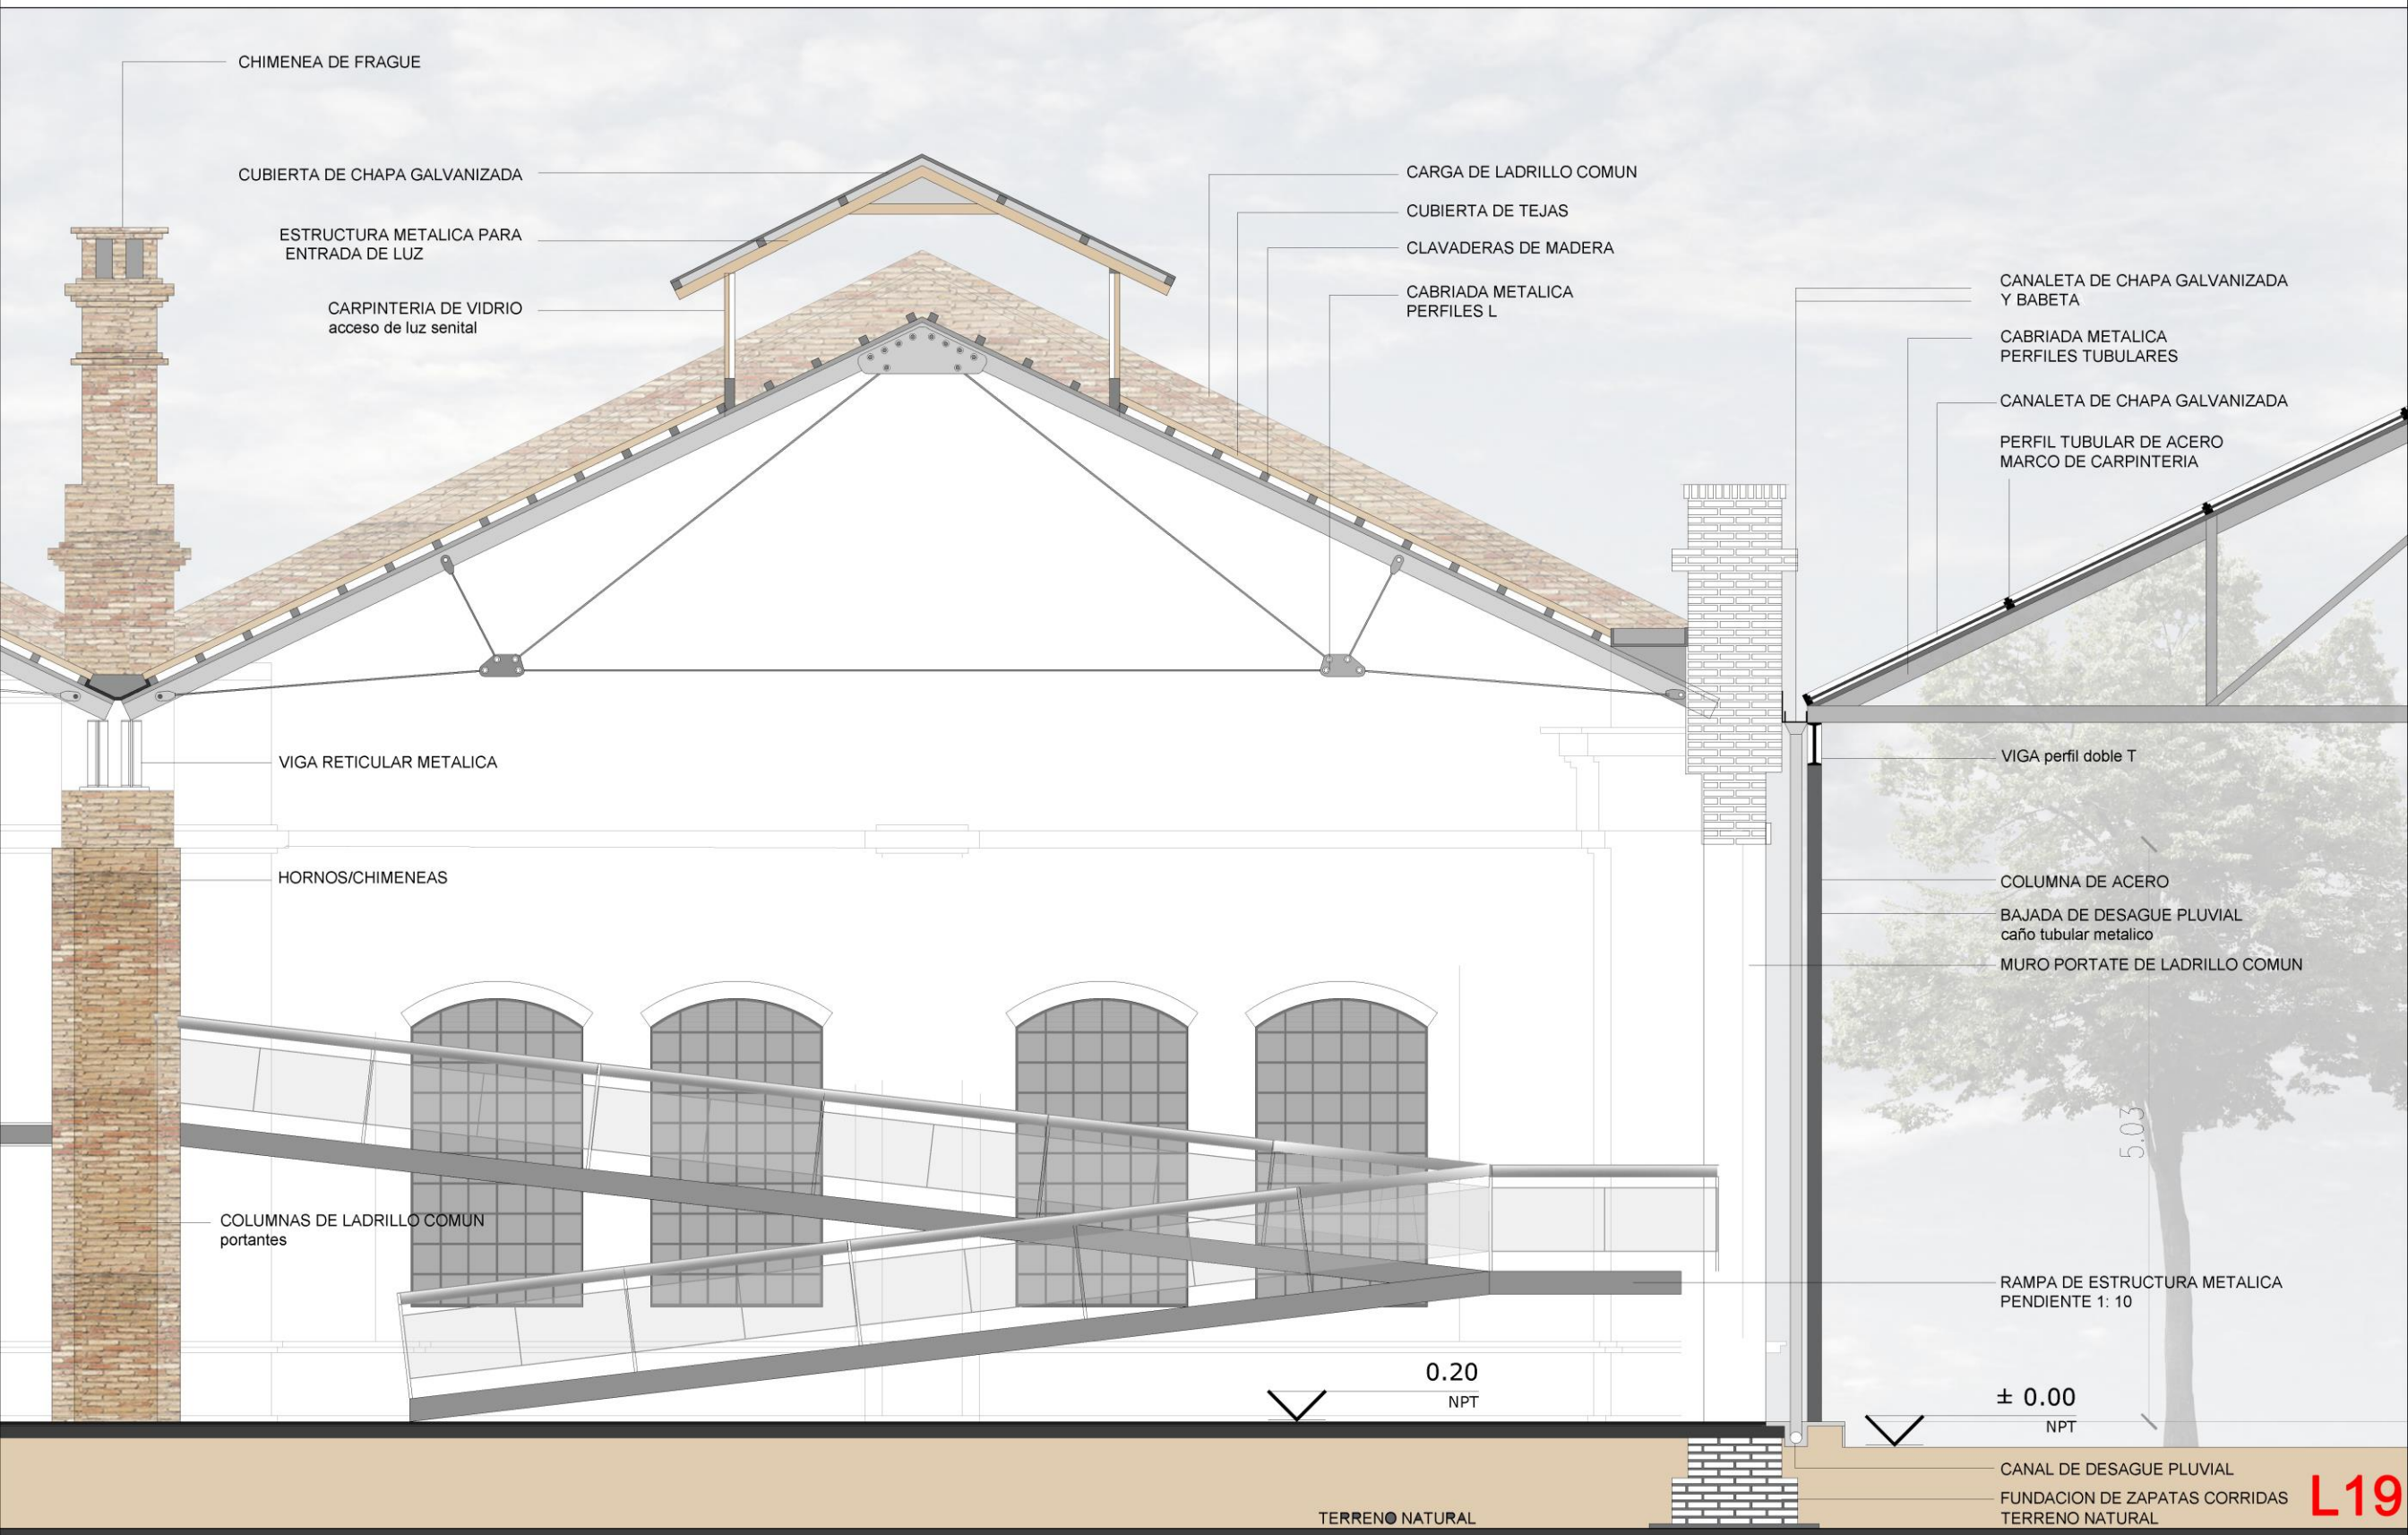 CHIMENEA DE FRAGUE
CUBIERTA DE CHAPA GALVANIZADA
ESTRUCTURA METALICA PARA
ENTRADA DE LUZ
CARPINTERIA DE VIDRIO
acceso de luz senital
CARGA DE LADRILLO COMUN
CUBIERTA DE TEJAS
CLAVADERAS DE MADERA
CABRIADA METALICA
PERFILES L
CANALETA DE CHAPA GALVANIZADA
Y BABETA
CABRIADA METALICA
PERFILES TUBULARES
CANALETA DE CHAPA GALVANIZADA
PERFIL TUBULAR DE ACERO
MARCO DE CARPINTERIA
VIGA RETICULAR METALICA
HORNOS/CHIMENEAS
COLUMNAS DE LADRILLO COMUN
portantes
VIGA perfil doble T
COLUMNA DE ACERO
BAJADA DE DESAGUE PLUVIAL
caño tubular metalico
MURO PORTATE DE LADRILLO COMUN
5.03
RAMPA DE ESTRUCTURA METALICA
PENDIENTE 1: 10
0.20
NPT
± 0.00
NPT
CANAL DE DESAGUE PLUVIAL
FUNDACION DE ZAPATAS CORRIDAS
TERRENO NATURAL
TERRENO NATURAL
L19